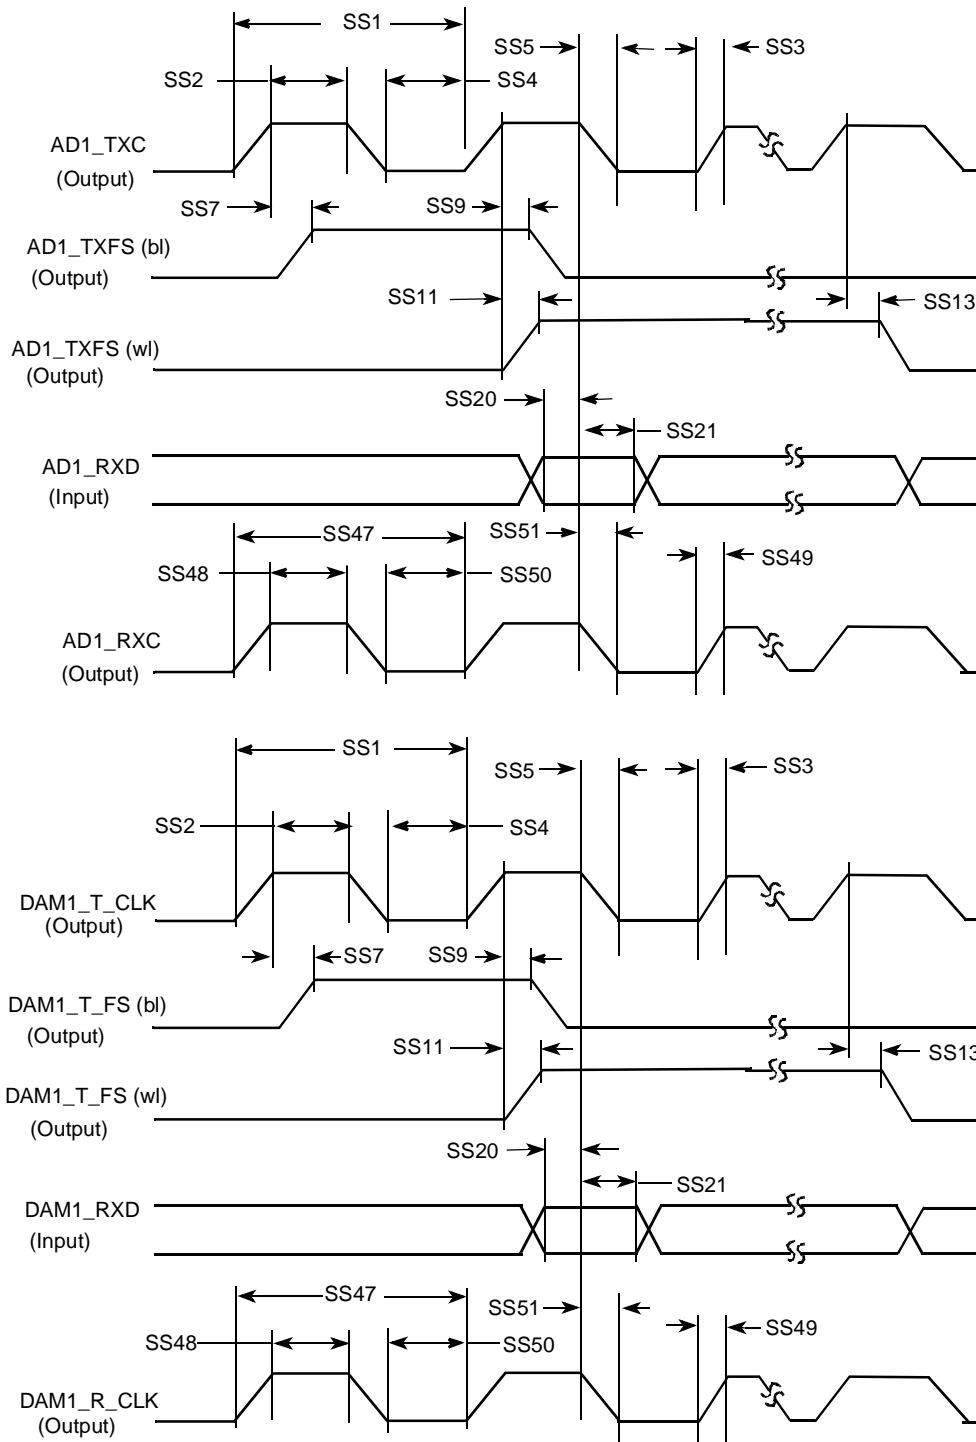 SS1
SS5
SS3
SS2
SS4
AD1_TXC
(Output)
SS7
SS9
AD1_TXFS (bl)
(Output)
SS11
SS13
AD1_TXFS (wl)
(Output)
SS20
SS21
AD1_RXD
(Input)
SS47
SS51
SS49
SS48
SS50
AD1_RXC
(Output)
SS1
SS5
SS3
SS2
SS4
DAM1_T_CLK
(Output)
SS7
SS9
DAM1_T_FS (bl)
(Output)
SS11
SS13
DAM1_T_FS (wl)
(Output)
SS20
SS21
DAM1_RXD
(Input)
SS47
SS51
SS49
SS48
SS50
DAM1_R_CLK
(Output)